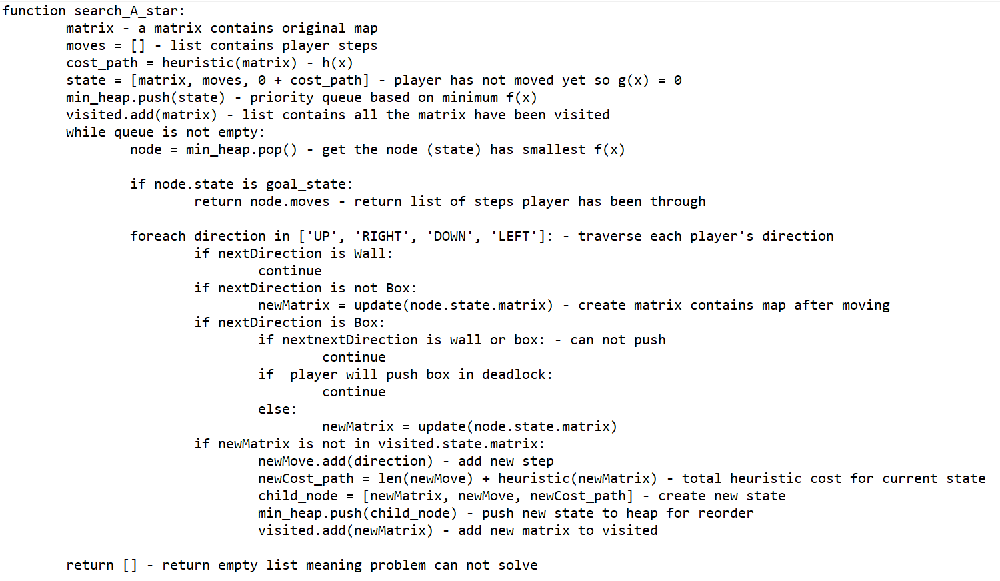 function search_A_star:
matrix - a matrix contains original map
moves = [] - list contains player steps
cost_path = heuristic(matrix) - h(x)
state = [matrix, moves, 0 + cost_path] - player has not moved yet so g(x) = 0
min_heap.push(state) - priority queue based on minimum f(x)
visited.add(matrix) - list contains all the matrix have been visited
while queue is not empty:
node = min_heap.pop() - get the node (state) has smallest f(x)
if node.state is goal_state:
return node.moves - return list of steps player has been through
foreach direction in ['UP', 'RIGHT', 'DOWN', 'LEFT']: - traverse each player's direction
if nextDirection is Wall:
continue
if nextDirection is not Box:
newMatrix = update(node.state.matrix) - create matrix contains map after moving
if nextDirection is Box:
if nextnextDirection is wall or box: - can not push
continue
if  player will push box in deadlock:
continue
else:
newMatrix = update(node.state.matrix)
if newMatrix is not in visited.state.matrix:
newMove.add(direction) - add new step
newCost_path = len(newMove) + heuristic(newMatrix) - total heuristic cost for current state
child_node = [newMatrix, newMove, newCost_path] - create new state
min_heap.push(child_node) - push new state to heap for reorder
visited.add(newMatrix) - add new matrix to visited
return [] - return empty list meaning problem can not solve